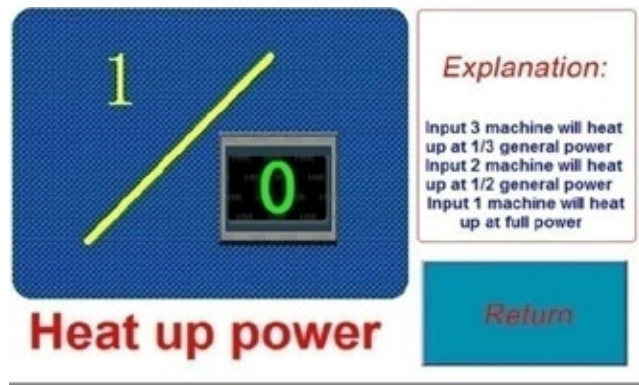 1
0
Heat up power
Explanation:
Input 3 machine will heat
up at 1/3 general power
Input 2 machine will heat
up at 1/2 general power
Input 1 machine will heat
up at full power
Return